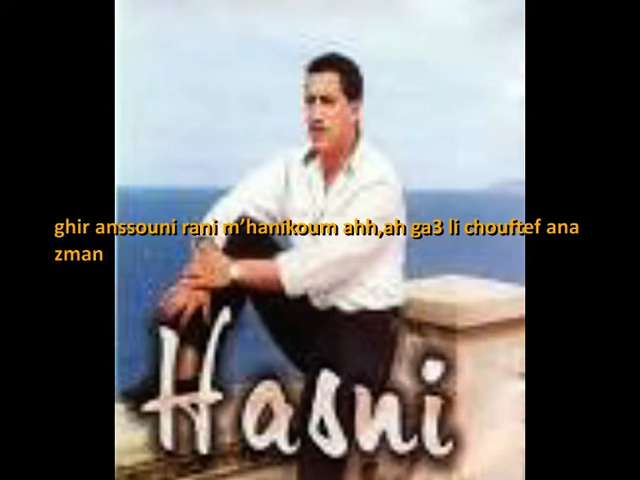 ghir anssouni rani m’hanikoum ahh,ah ga3 li chouftef ana
zman
Hasni